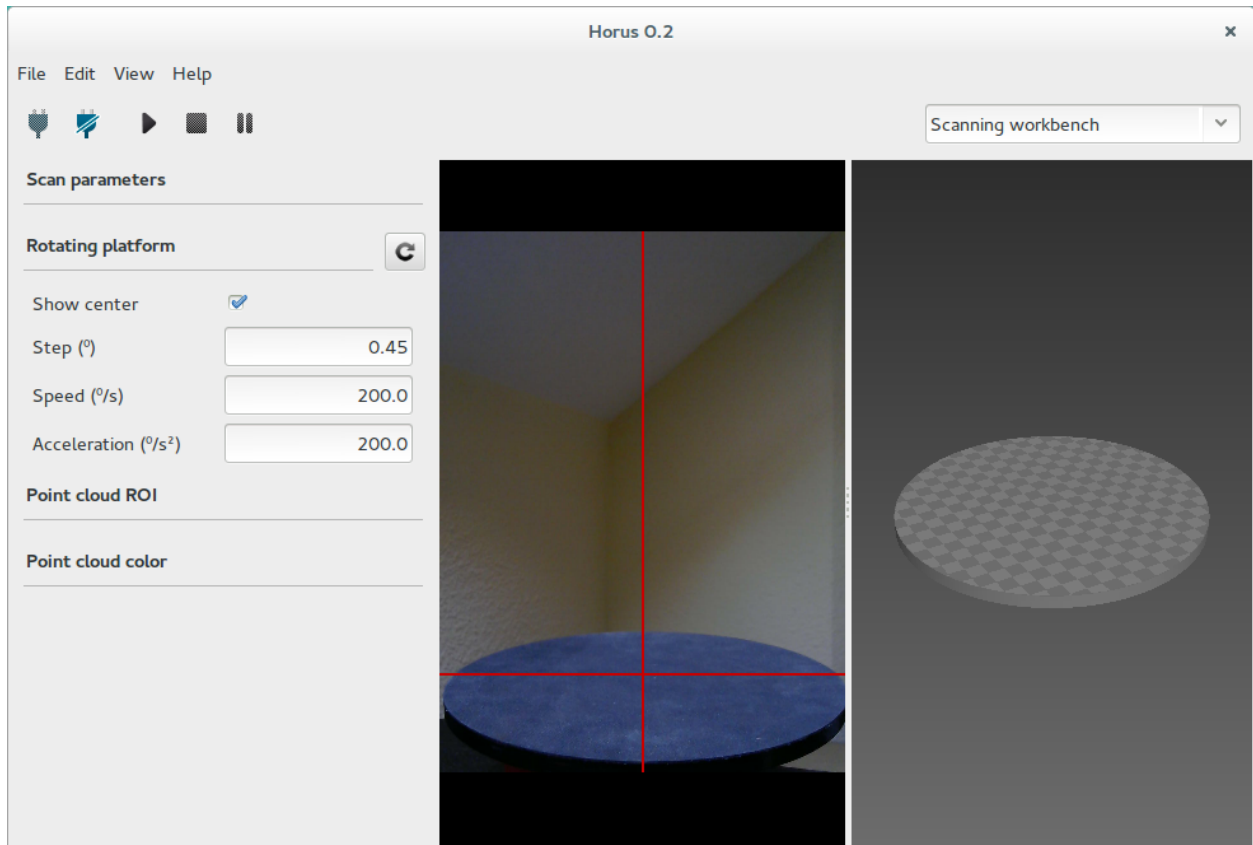 Horus 0.2
File Edit View Help
Scanning workbench
Scan parameters
Rotating platform
Show center
Step (º) 0.45
Speed (º/s) 200.0
Acceleration (º/s²) 200.0
Point cloud ROI
Point cloud color